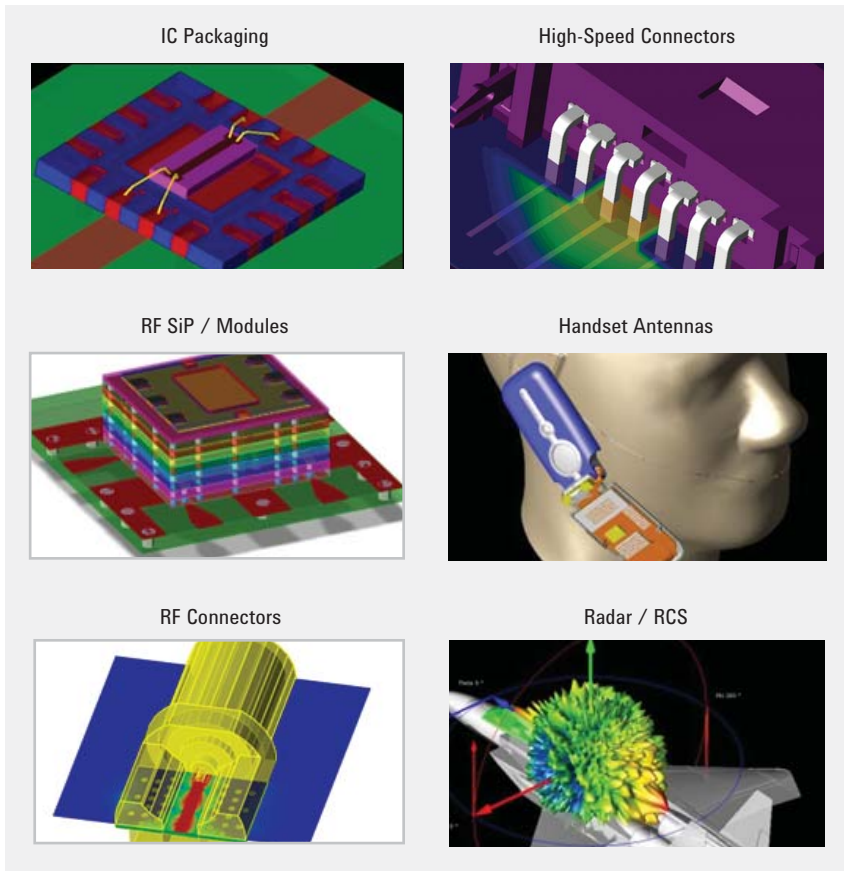 IC Packaging
High-Speed Connectors
RF SiP / Modules
Handset Antennas
RF Connectors
Radar / RCS